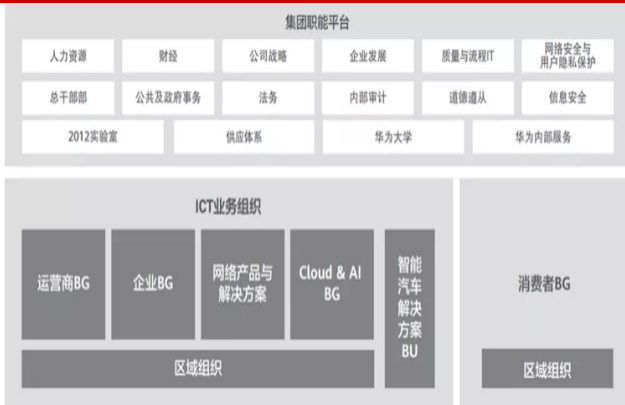 集团职能平台
人力资源
财经
公司战略
企业发展
质量与流程IT
网络安全与
用户隐私保护
总干部部
公共及政府事务
法务
内部审计
道德遵从
信息安全
2012实验室
供应体系
华为大学
华为内部服务
ICT业务组织
运营商BG
企业BG
网络产品与
解决方案
Cloud & AI
BG
智能
汽车
解决
方案
BU
区域组织
消费者BG
区域组织